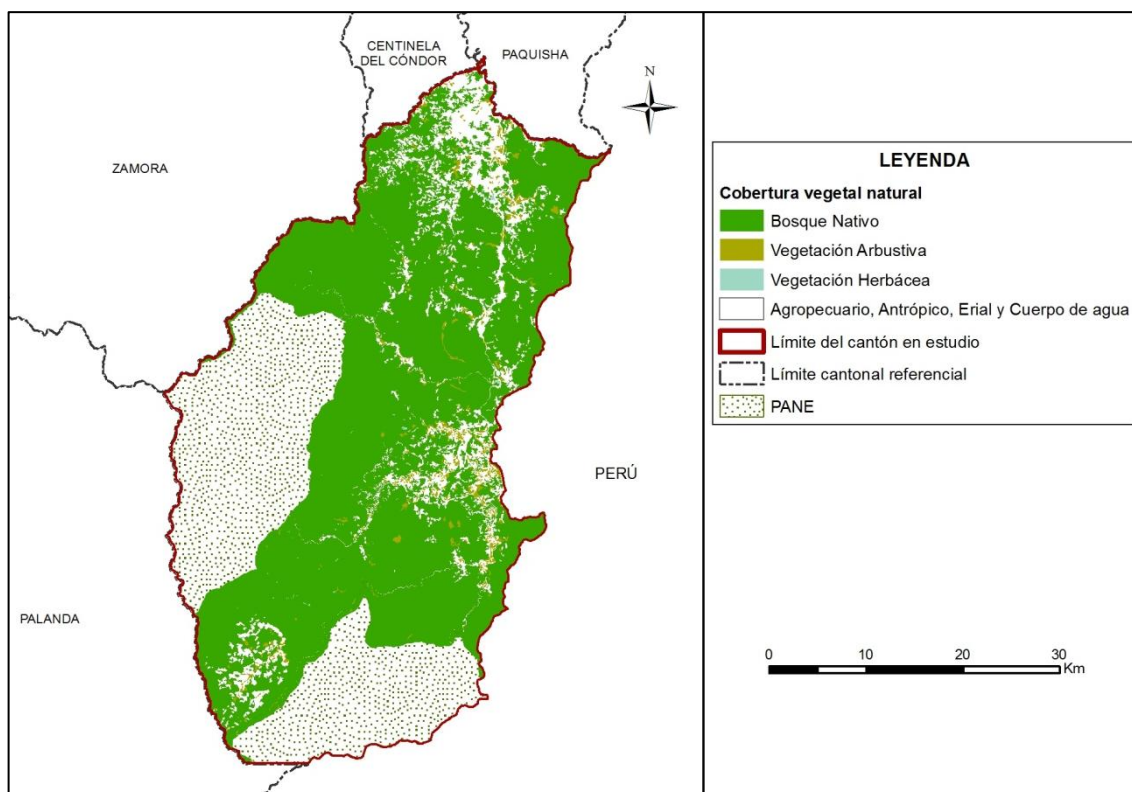 CENTINELA
DEL CÓNDOR
PAQUISHA
N
ZAMORA
PERÚ
PALANDA
LEYENDA
Cobertura vegetal natural
Bosque Nativo
Vegetación Arbustiva
Vegetación Herbácea
Agropecuario, Antrópico, Erial y Cuerpo de agua
Límite del cantón en estudio
Límite cantonal referencial
PANE
0 10 20 30
Km